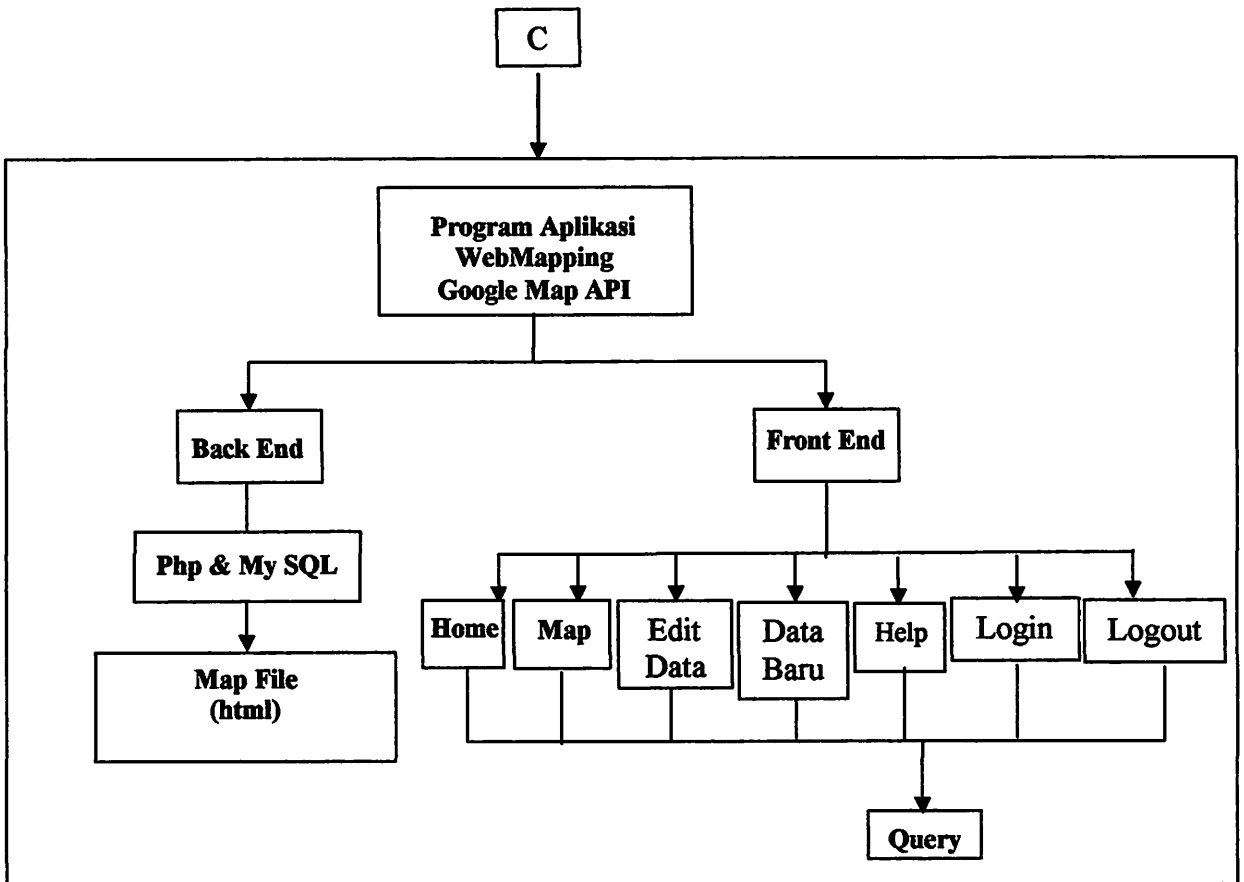 C
Program Aplikasi
WebMapping
Google Map API
Back End
Front End
Php & My SQL
Home
Map
Edit
Data
Data
Baru
Help
Login
Logout
Map File
(html)
Query